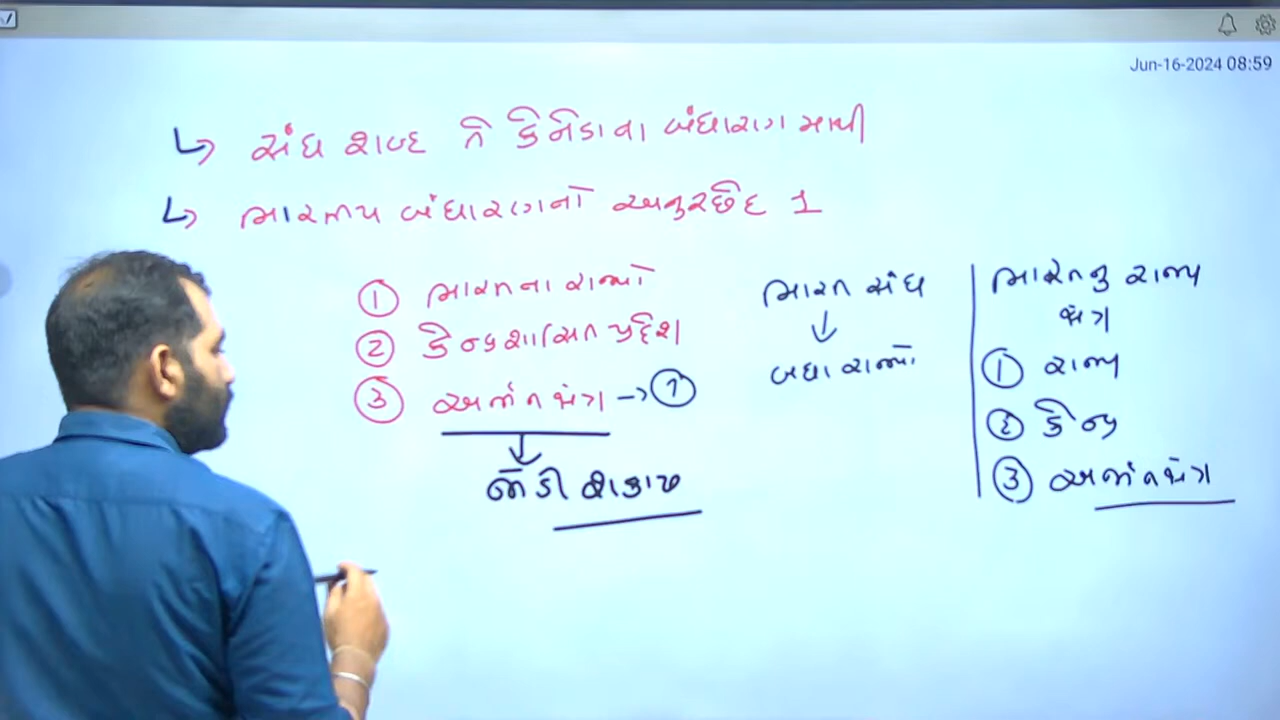 Jun-16-2024 08:59
↳ સંઘ શબ્દ તે કેનેડાના બંધારણ માથી
↳ ભારતીય બંધારણનો અનુચ્છેદ 1
① ભારતના રાજ્યો
② કેન્દ્રશાસિત પ્રદેશ
③ અર્જીત ક્ષેત્ર → ①
જોડી શકાય
ભારત સંઘ
↓
બધા રાજ્યો
ભારતનુ રાજ્ય
ક્ષેત્ર
① રાજ્ય
② કેન્દ્ર
③ અર્જીત ક્ષેત્ર